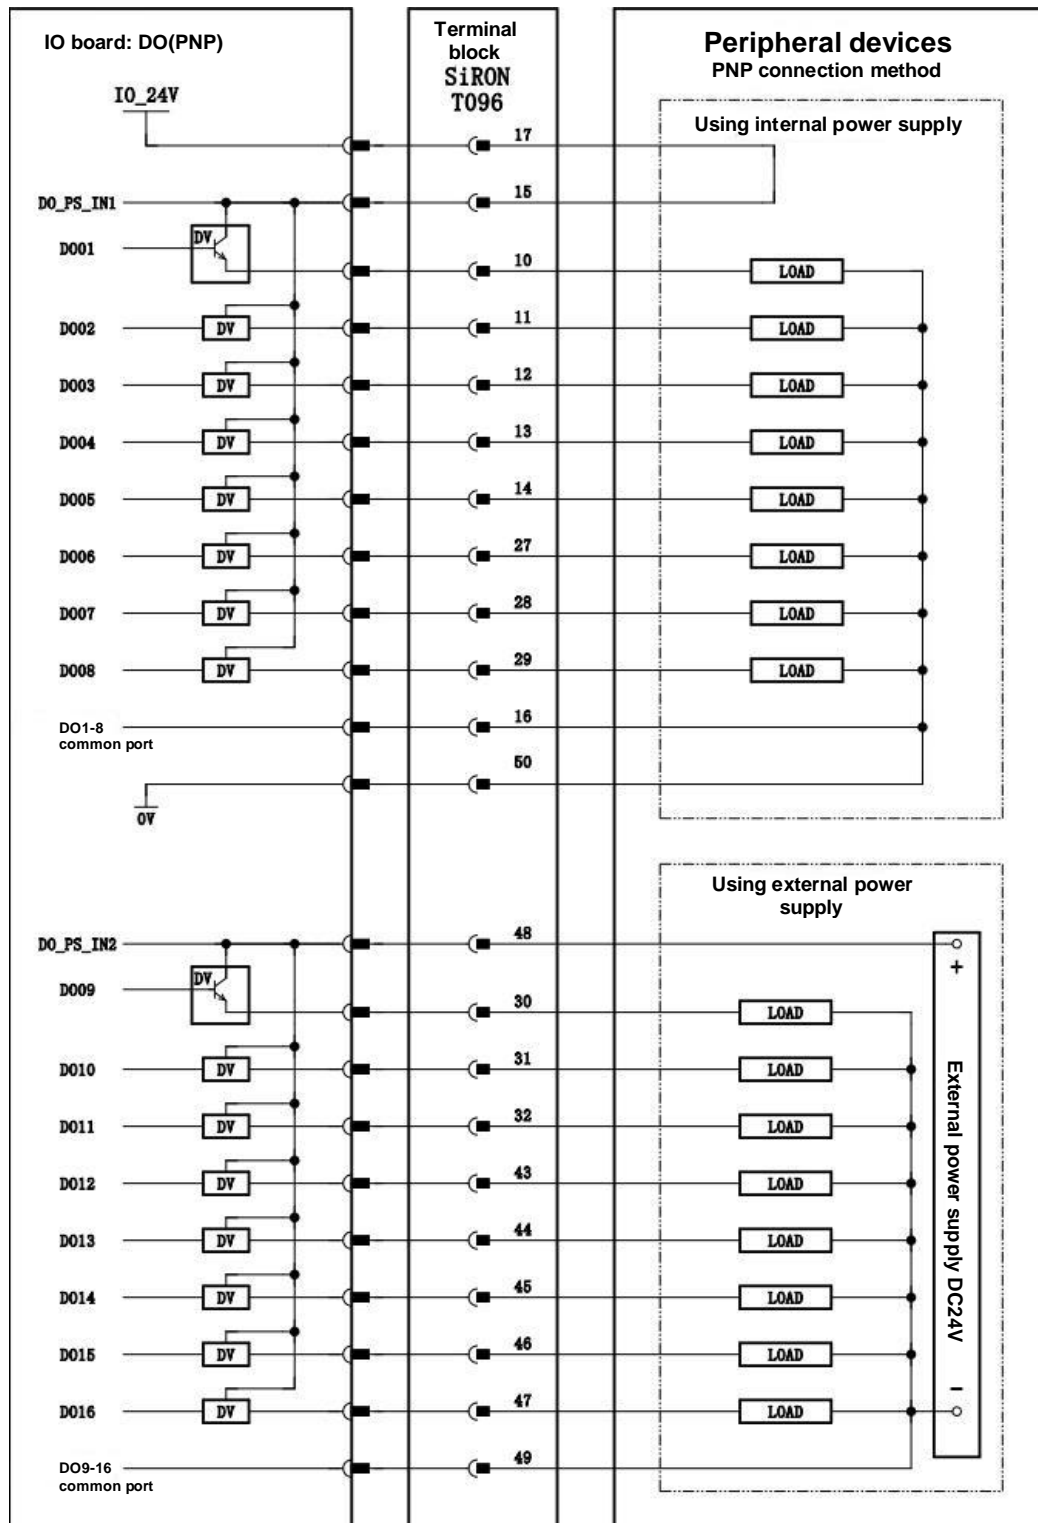 IO board: DO(PNP)
Terminal
block
SiRON
T096
Peripheral devices
PNP connection method
IO_24V
Using internal power supply
17
DO_PS_IN1
15
DO01
DV
10
LOAD
DO02
DV
11
LOAD
DO03
DV
12
LOAD
DO04
DV
13
LOAD
DO05
DV
14
LOAD
DO06
DV
27
LOAD
DO07
DV
28
LOAD
DO08
DV
29
LOAD
DO1-8
common port
16
50
0V
Using external power
supply
DO_PS_IN2
48
+
DO09
DV
30
LOAD
DO10
DV
31
LOAD
DO11
DV
32
LOAD
DO12
DV
43
LOAD
DO13
DV
44
LOAD
DO14
DV
45
LOAD
DO15
DV
46
LOAD
DO16
DV
47
LOAD
-
External power supply DC24V
DO9-16
common port
49